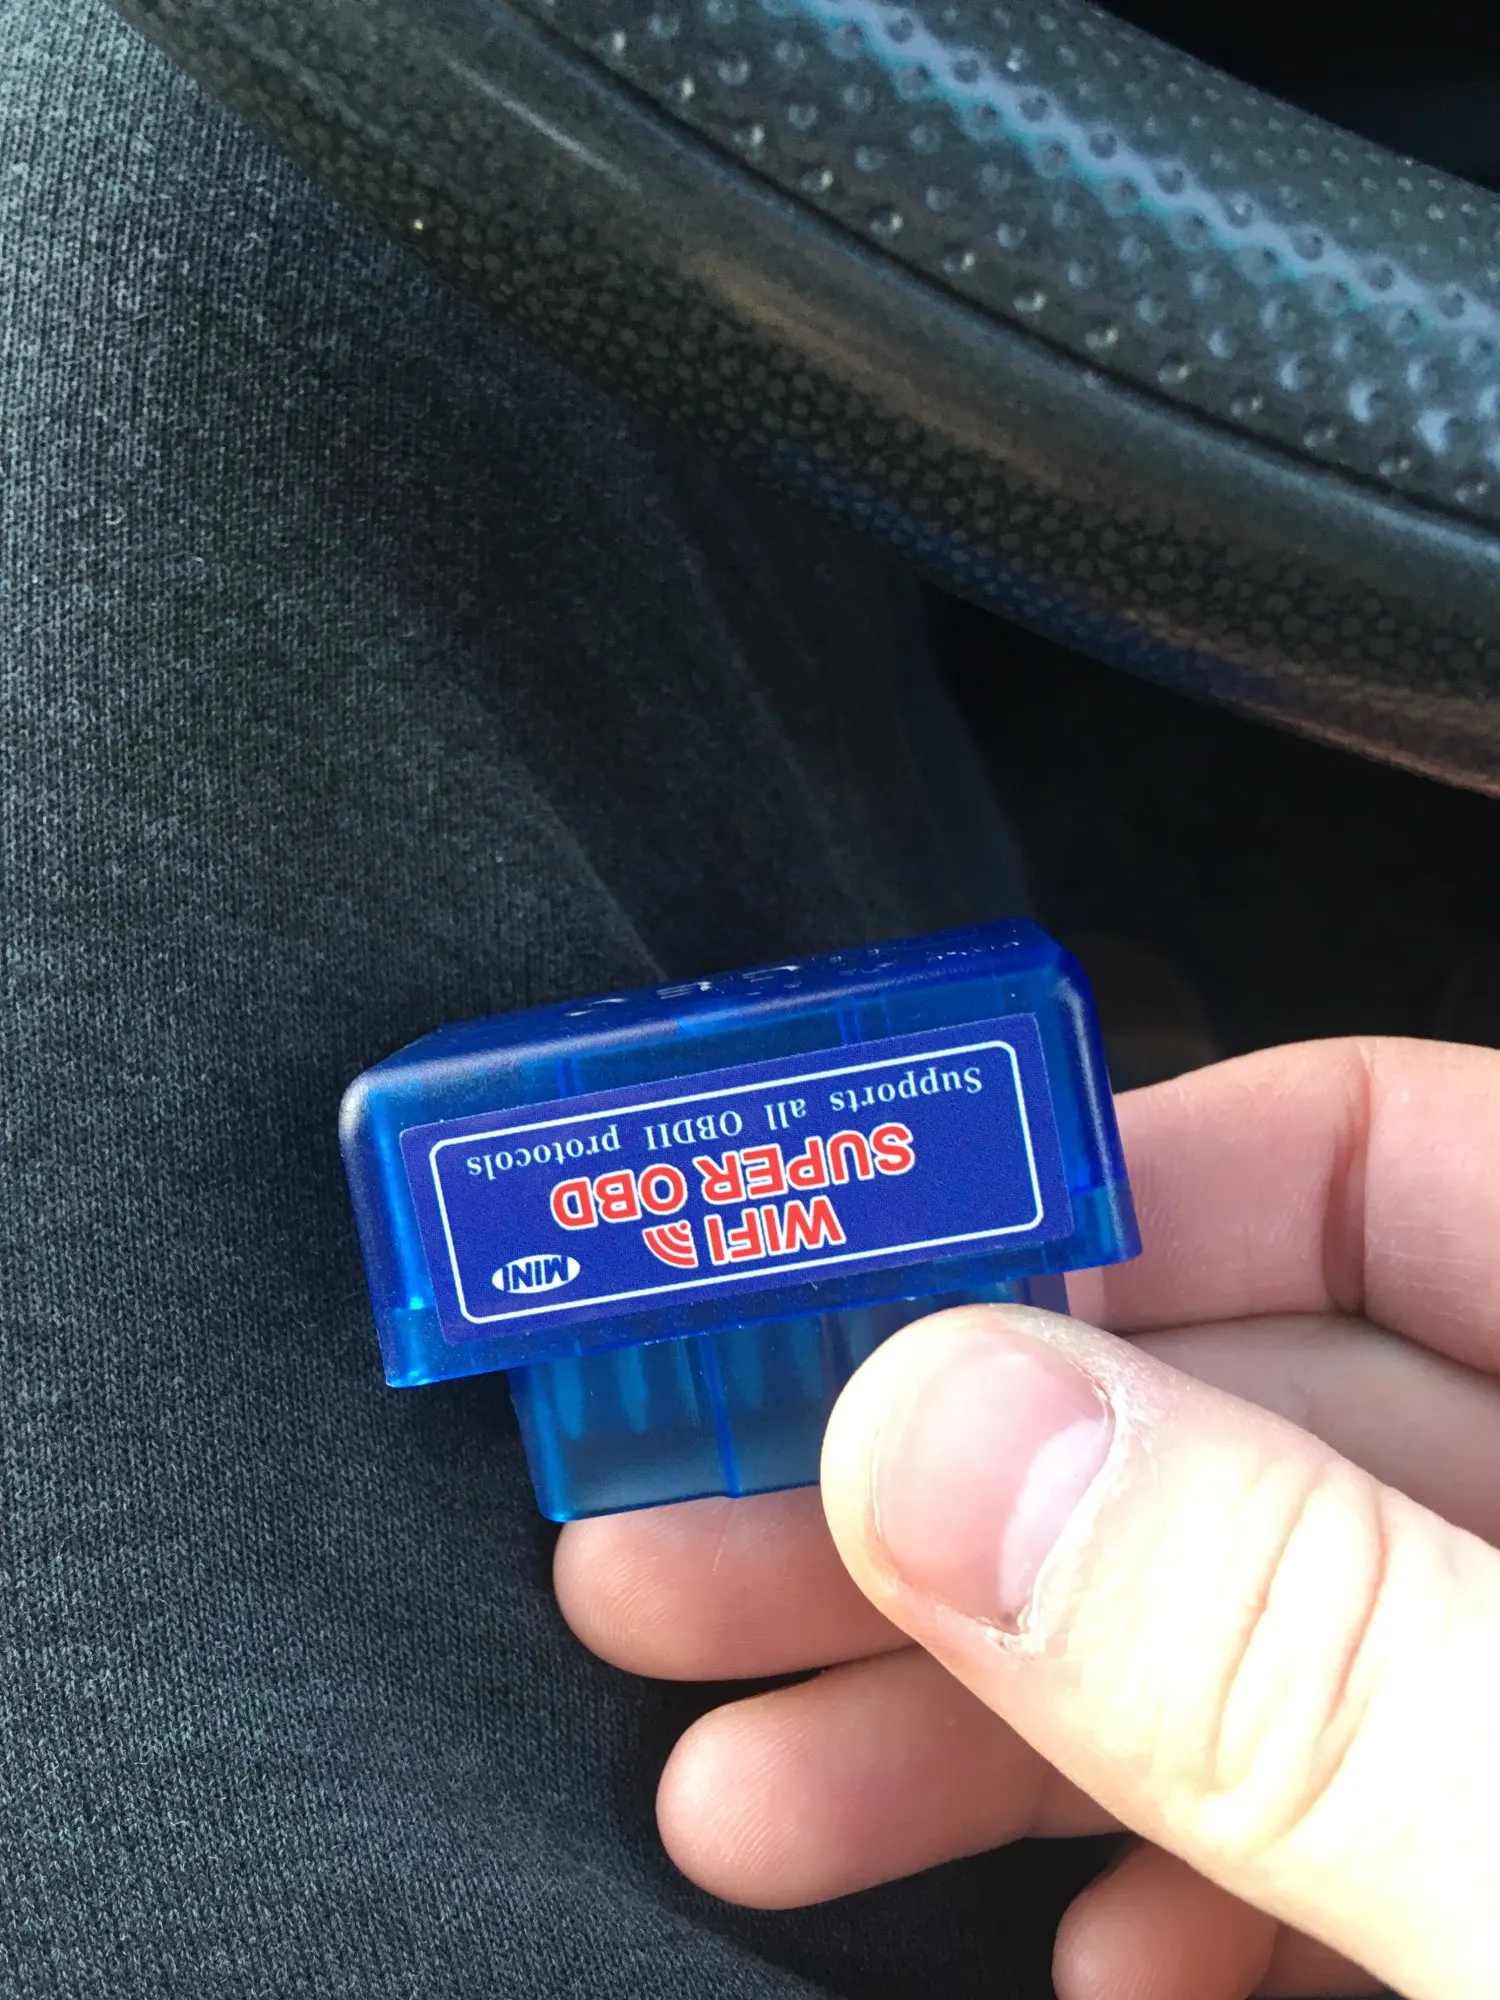 MINI
WIFI
SUPER OBD
Supports all OBDII protocols